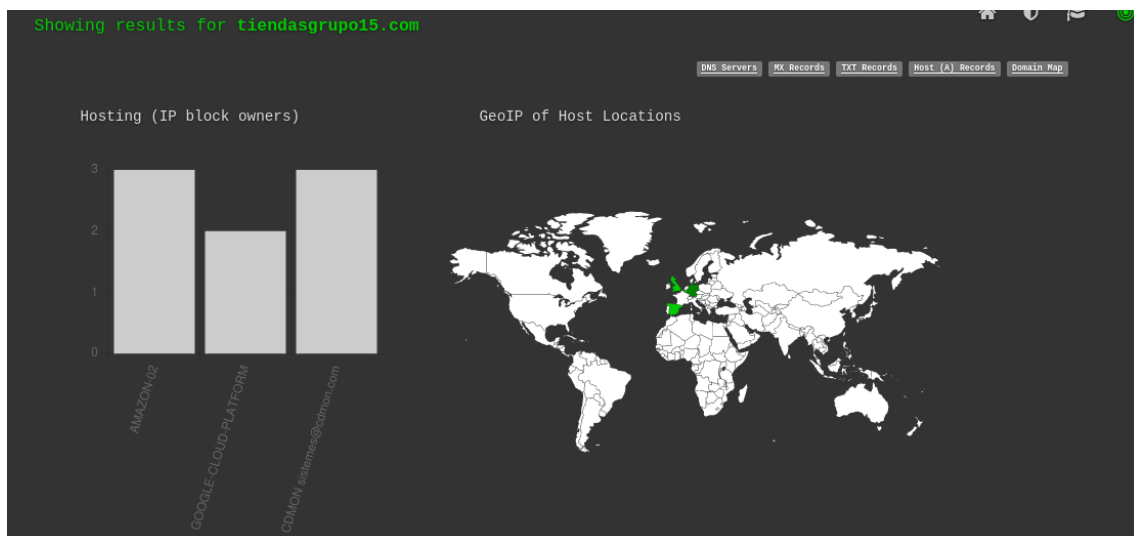 Showing results for tiendasgrupo15.com
DNS Servers MX Records TXT Records Host (A) Records Domain Map
Hosting (IP block owners)
GeoIP of Host Locations
3
2
1
0
AMAZON-02
GOOGLE-CLOUD-PLATFORM
CDMON sistemes@cdmon.com